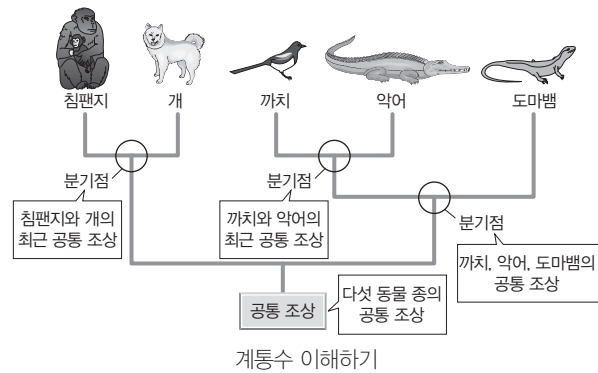 침팬지
개
까치
악어
도마뱀
분기점
침팬지와 개의
최근 공통 조상
분기점
까치와 악어의
최근 공통 조상
분기점
까치, 악어, 도마뱀의
공통 조상
공통 조상
다섯 동물 종의
공통 조상
계통수 이해하기